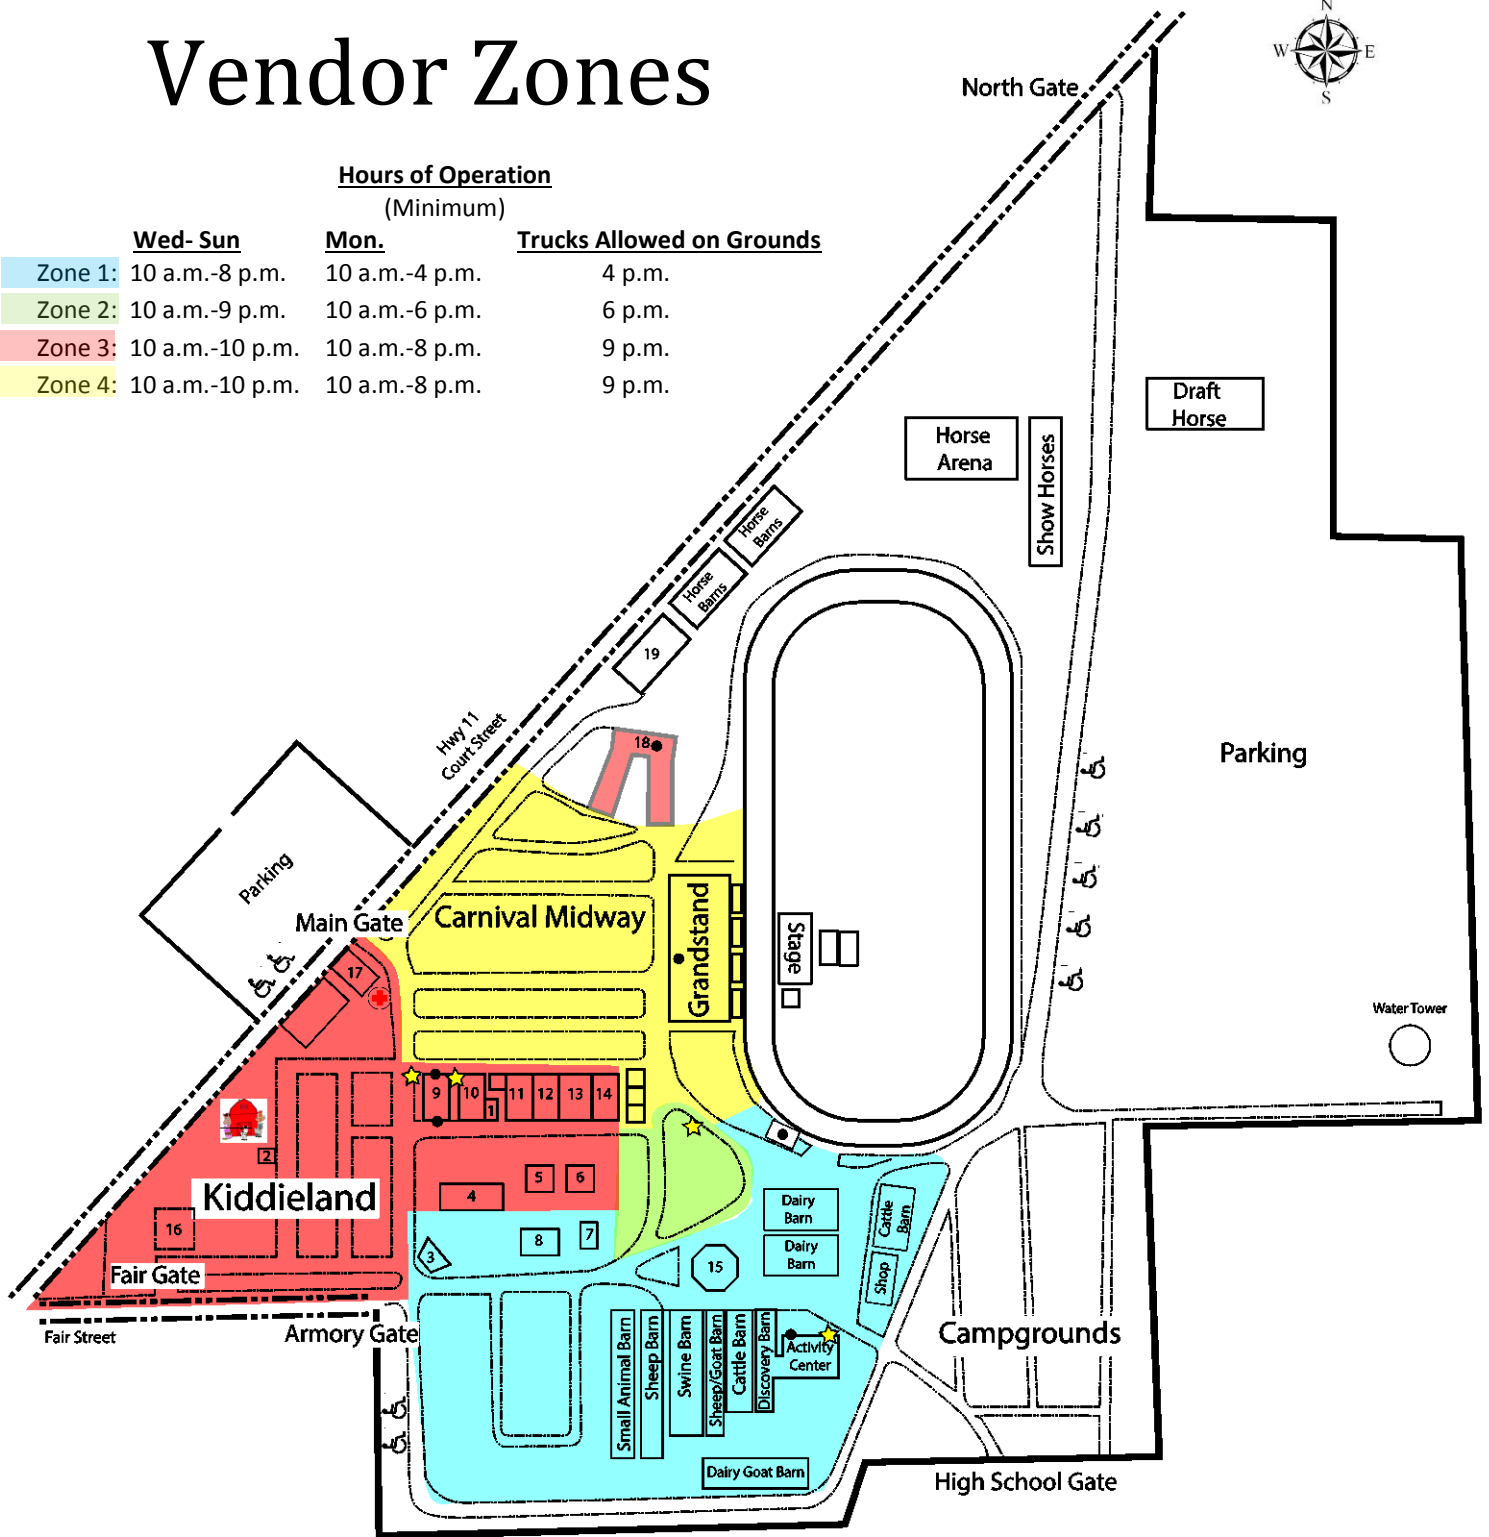 Vendor Zones
N
W E
S
North Gate
Hours of Operation
(Minimum)
Wed- Sun Mon. Trucks Allowed on Grounds
Zone 1: 10 a.m.-8 p.m. 10 a.m.-4 p.m. 4 p.m.
Zone 2: 10 a.m.-9 p.m. 10 a.m.-6 p.m. 6 p.m.
Zone 3: 10 a.m.-10 p.m. 10 a.m.-8 p.m. 9 p.m.
Zone 4: 10 a.m.-10 p.m. 10 a.m.-8 p.m. 9 p.m.
Draft
Horse
Horse
Arena
Show Horses
Horse
Barns
Horse
Barns
19
Hwy 11
Court Street
18
Parking
Parking
Main Gate
Carnival Midway
Grandstand
Stage
17
Water Tower
9
10
1
11
12
13
14
2
5
6
4
Kiddieland
16
Dairy
Barn
Cattle
Barn
3
8
7
Dairy
Barn
15
Shop
Fair Gate
Fair Street
Armory Gate
Small Animal Barn
Sheep Barn
Swine Barn
Sheep/Goat Barn
Cattle Barn
Discovery Barn
Activity
Center
Campgrounds
Dairy Goat Barn
High School Gate